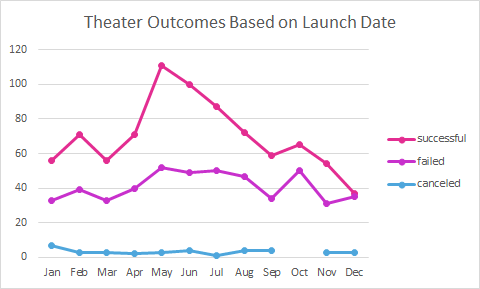 Theater Outcomes Based on Launch Date
120
100
80
60
40
20
0
Jan Feb Mar Apr May Jun Jul Aug Sep Oct Nov Dec
successful
failed
canceled